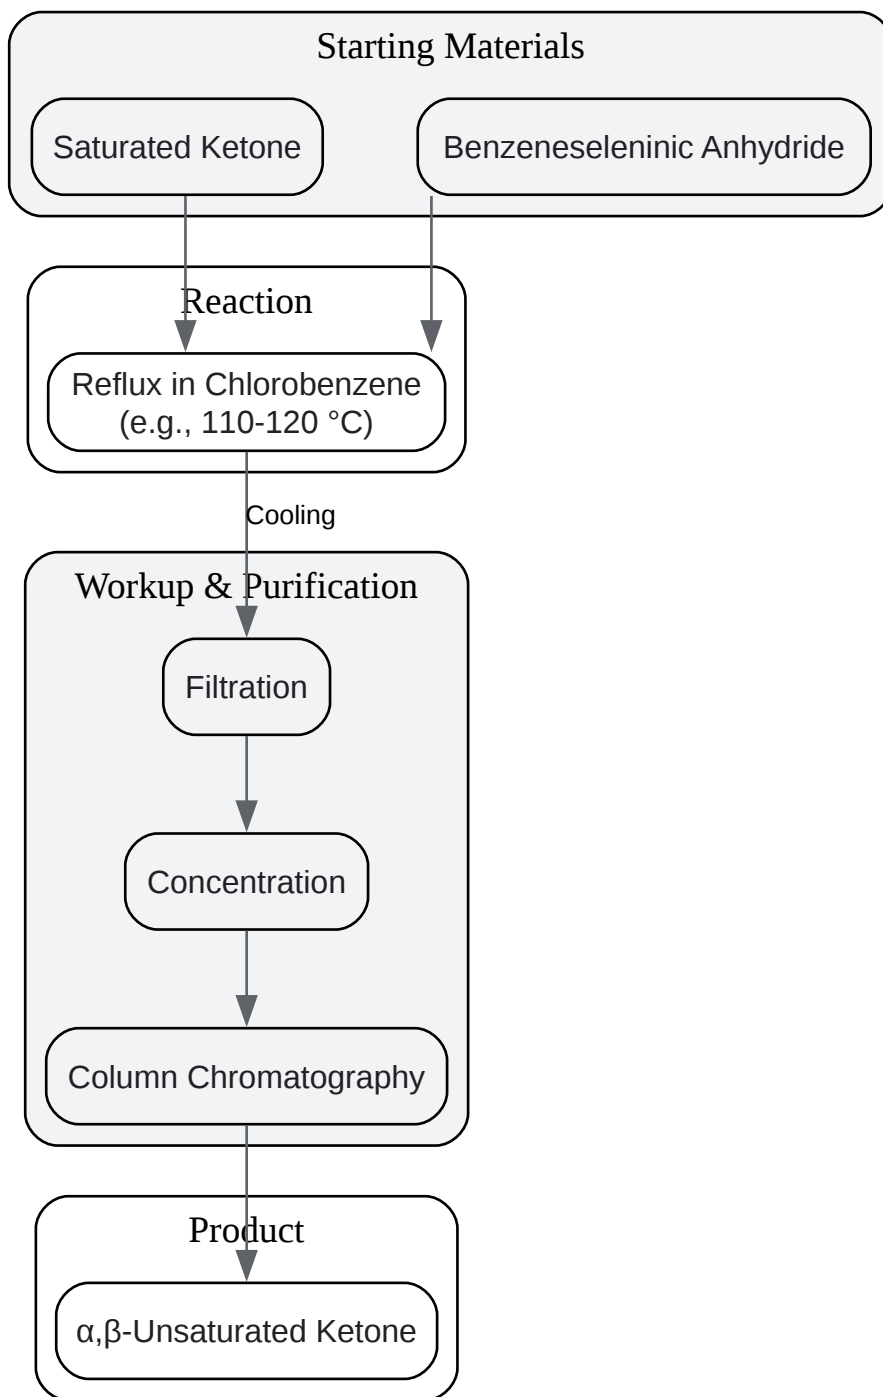 Starting Materials
Saturated Ketone
Benzeneseleninic Anhydride
Reaction
Reflux in Chlorobenzene
(e.g., 110-120 °C)
Cooling
Workup & Purification
Filtration
Concentration
Column Chromatography
Product
α,β-Unsaturated Ketone